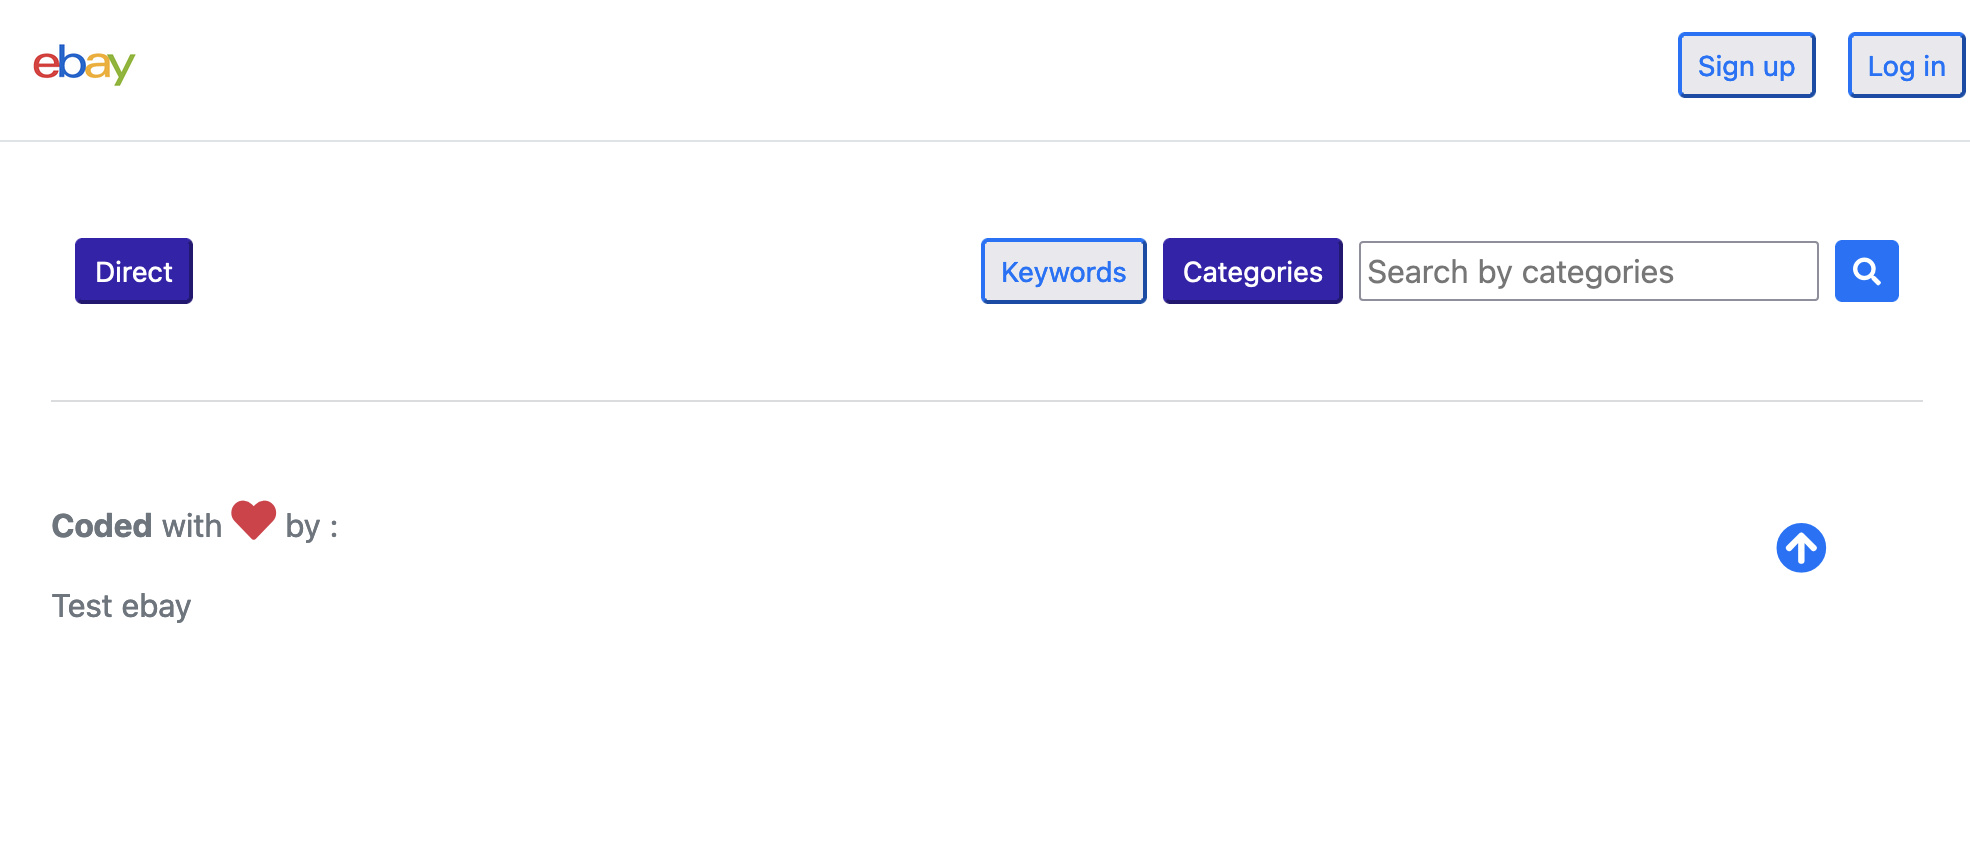 ebay Sign up Log in
Direct Keywords Categories Search by categories
Coded with by :
Test ebay